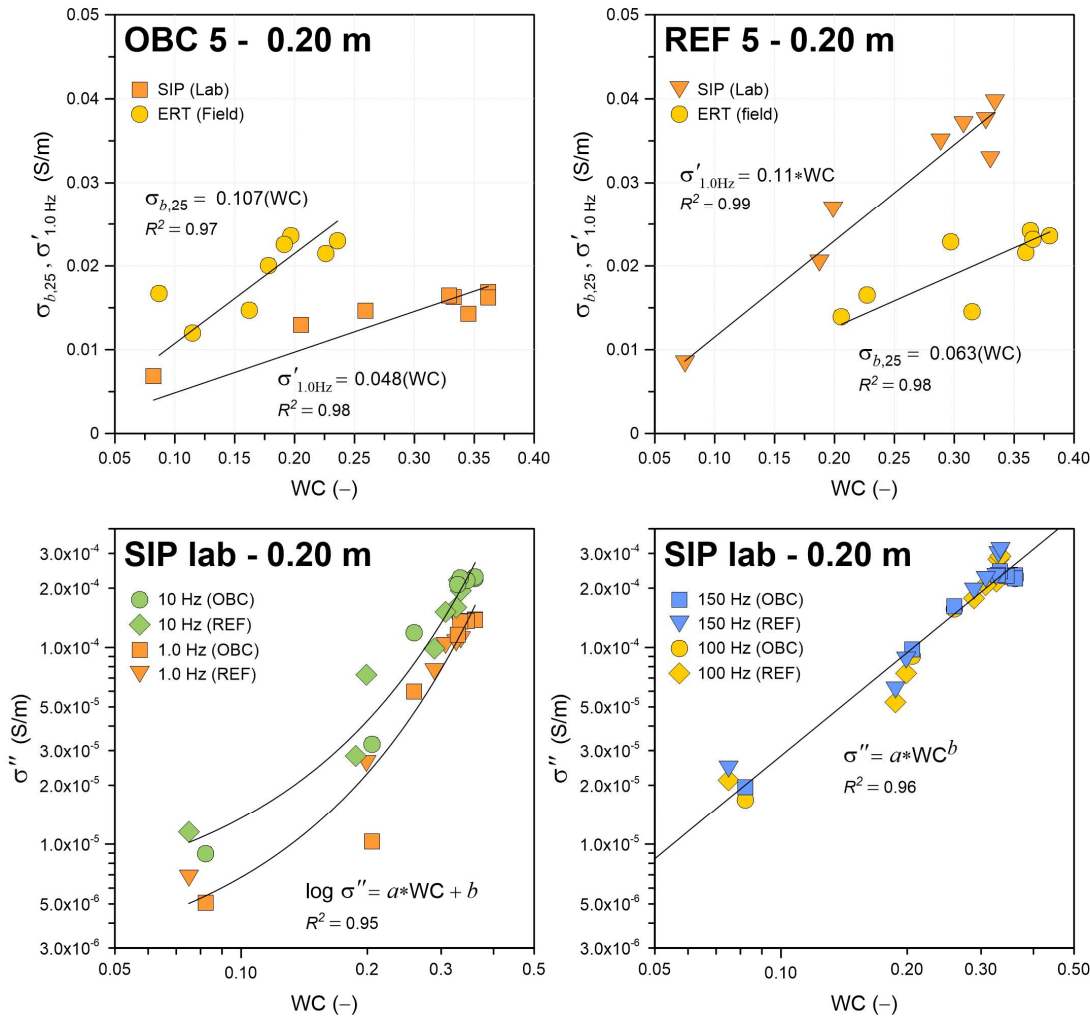 OBC 5 - 0.20 m
SIP (Lab)
ERT (Field)
σb,25 = 0.107(WC)
R² = 0.97
σ′1.0Hz = 0.048(WC)
R² = 0.98
0.05
0.04
0.03
0.02
0.01
0
σb,25 , σ′1.0 Hz (S/m)
0.05 0.10 0.15 0.20 0.25 0.30 0.35 0.40
WC (–)
REF 5 - 0.20 m
SIP (Lab)
ERT (field)
σ′1.0Hz = 0.11*WC
R² – 0.99
σb,25 = 0.063(WC)
R² = 0.98
0.05
0.04
0.03
0.02
0.01
0
σb,25 , σ′1.0 Hz (S/m)
0.05 0.10 0.15 0.20 0.25 0.30 0.35 0.40
WC (–)
SIP lab - 0.20 m
10 Hz (OBC)
10 Hz (REF)
1.0 Hz (OBC)
1.0 Hz (REF)
log σ″ = a*WC + b
R² = 0.95
3.0x10⁻⁴
2.0x10⁻⁴
1.0x10⁻⁴
5.0x10⁻⁵
3.0x10⁻⁵
2.0x10⁻⁵
1.0x10⁻⁵
5.0x10⁻⁶
3.0x10⁻⁶
σ″ (S/m)
0.05 0.10 0.2 0.3 0.5
WC (–)
SIP lab - 0.20 m
150 Hz (OBC)
150 Hz (REF)
100 Hz (OBC)
100 Hz (REF)
σ″ = a*WCᵇ
R² = 0.96
3.0x10⁻⁴
2.0x10⁻⁴
1.0x10⁻⁴
5.0x10⁻⁵
3.0x10⁻⁵
2.0x10⁻⁵
1.0x10⁻⁵
5.0x10⁻⁶
3.0x10⁻⁶
σ″ (S/m)
0.05 0.10 0.20 0.30 0.50
WC (–)